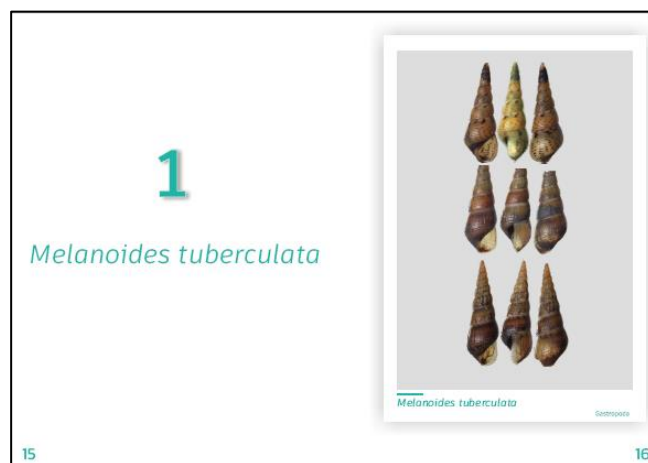 1
Melanoides tuberculata
Melanoides tuberculata
Gastropoda
15
16